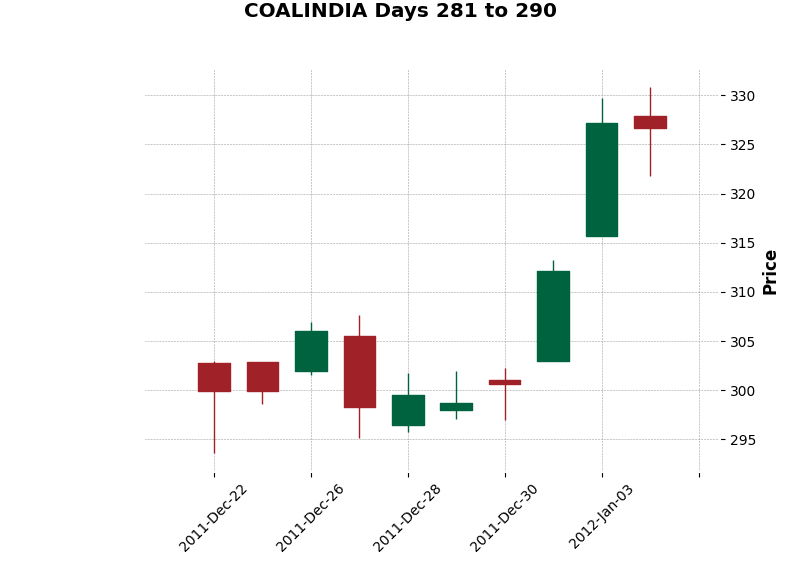 COALINDIA Days 281 to 290
330
325
320
315
310
305
300
295
Price
2011-Dec-22
2011-Dec-26
2011-Dec-28
2011-Dec-30
2012-Jan-03